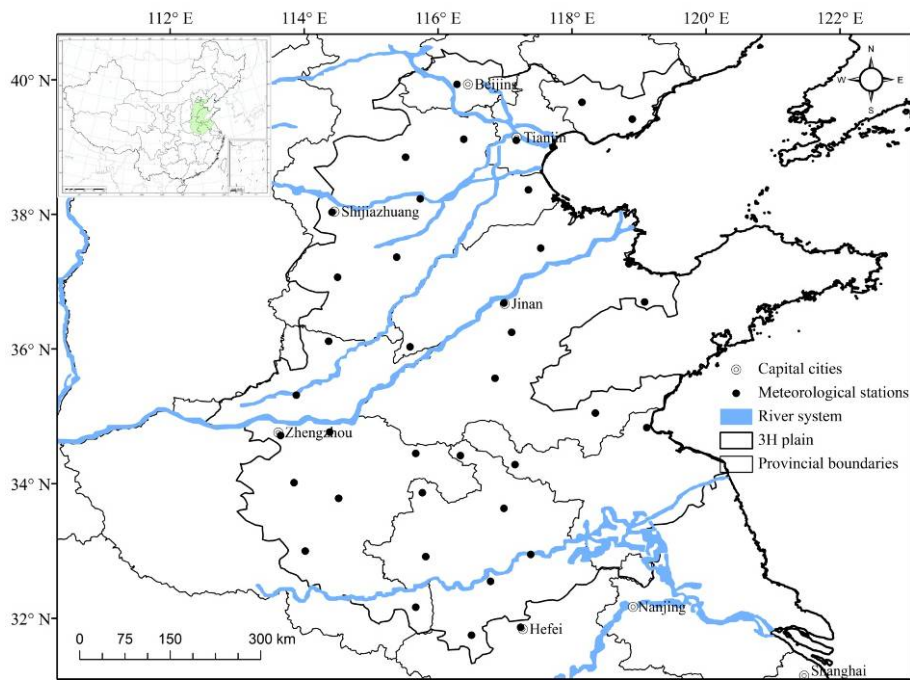 112° E 114° E 116° E 118° E 120° E 122° E
40° N
38° N
36° N
34° N
32° N
N
W E
S
Beijing
Tianjin
Shijiazhuang
Jinan
Capital cities
Meteorological stations
River system
3H plain
Provincial boundaries
Zhengzhou
Nanjing
Hefei
Shanghai
0 75 150 300 km